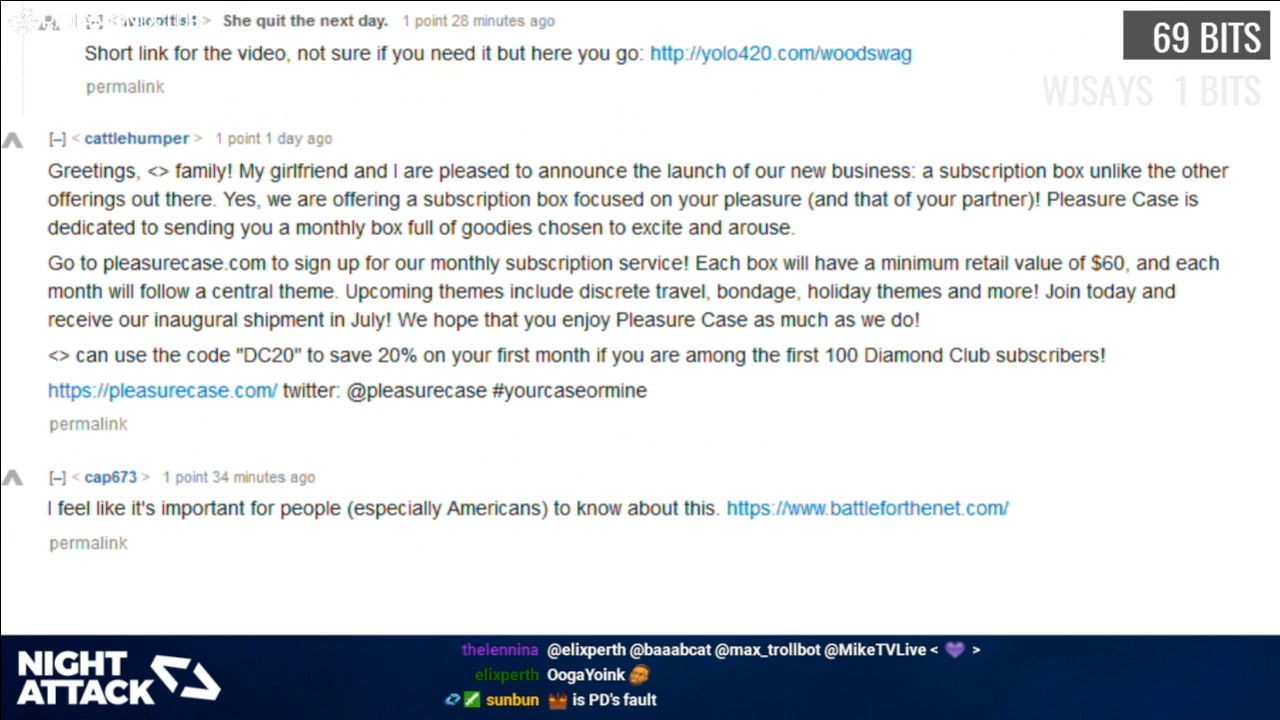 She quit the next day. 1 point 28 minutes ago
69 BITS
Short link for the video, not sure if you need it but here you go: http://yolo420.com/woodswag
permalink
WJSAYS 1 BITS
[–] < cattlehumper > 1 point 1 day ago
Greetings, <> family! My girlfriend and I are pleased to announce the launch of our new business: a subscription box unlike the other
offerings out there. Yes, we are offering a subscription box focused on your pleasure (and that of your partner)! Pleasure Case is
dedicated to sending you a monthly box full of goodies chosen to excite and arouse.
Go to pleasurecase.com to sign up for our monthly subscription service! Each box will have a minimum retail value of $60, and each
month will follow a central theme. Upcoming themes include discrete travel, bondage, holiday themes and more! Join today and
receive our inaugural shipment in July! We hope that you enjoy Pleasure Case as much as we do!
<> can use the code "DC20" to save 20% on your first month if you are among the first 100 Diamond Club subscribers!
https://pleasurecase.com/ twitter: @pleasurecase #yourcaseormine
permalink
[–] < cap673 > 1 point 34 minutes ago
I feel like it's important for people (especially Americans) to know about this. https://www.battleforthenet.com/
permalink
NIGHT
ATTACK
thelennina @elixperth @baaabcat @max_trollbot @MikeTVLive < 💜 >
elixperth OogaYoink
sunbun is PD's fault